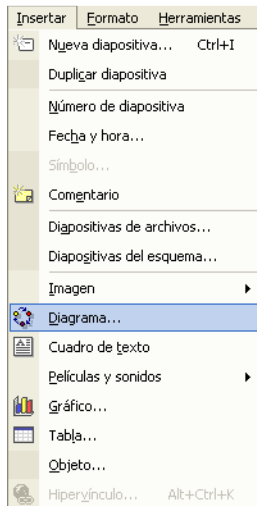 Insertar Formato Herramientas
Nueva diapositiva... Ctrl+I
Duplicar diapositiva
Número de diapositiva
Fecha y hora...
Símbolo...
Comentario
Diapositivas de archivos...
Diapositivas del esquema...
Imagen
Diagrama...
Cuadro de texto
Películas y sonidos
Gráfico...
Tabla...
Objeto...
Hipervínculo... Alt+Ctrl+K